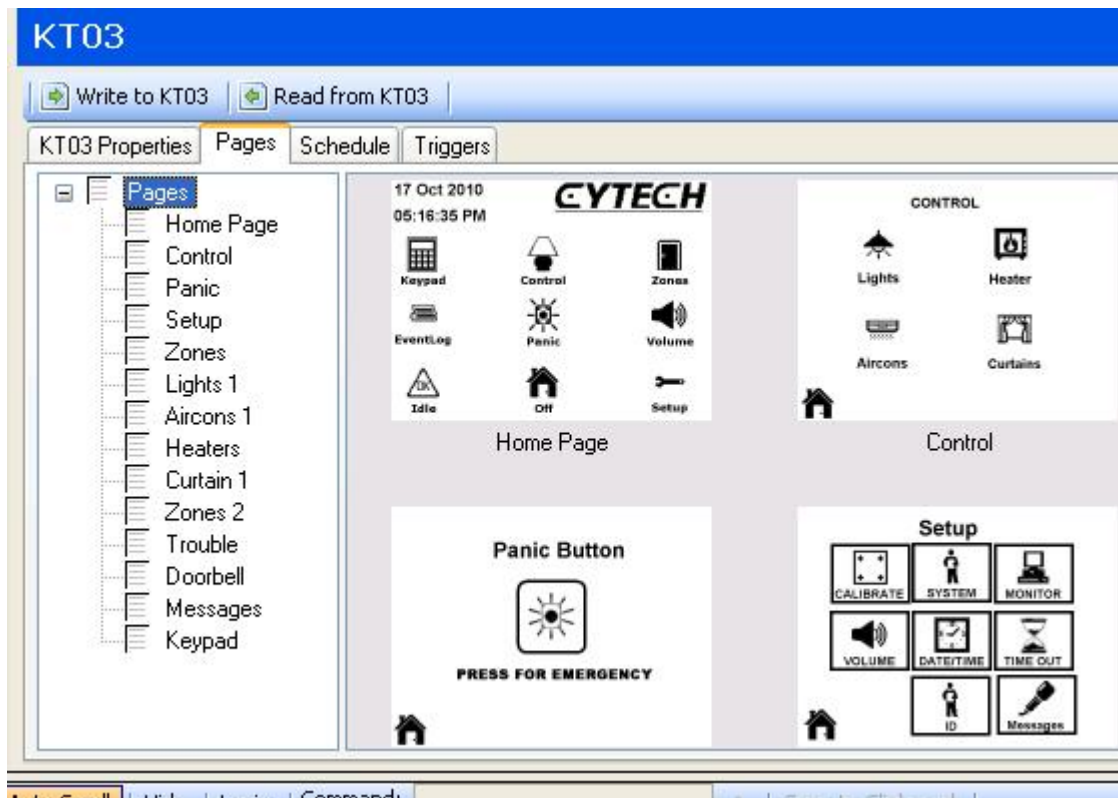 KT03
Write to KT03 Read from KT03
KT03 Properties Pages Schedule Triggers
Pages
Home Page
Control
Panic
Setup
Zones
Lights 1
Aircons 1
Heaters
Curtain 1
Zones 2
Trouble
Doorbell
Messages
Keypad
17 Oct 2010
05:16:35 PM
CYTECH
Keypad Control Zones
EventLog Panic Volume
OK
Idle Off Setup
Home Page
CONTROL
Lights Heater
Aircons Curtains
Control
Panic Button
PRESS FOR EMERGENCY
Setup
CALIBRATE SYSTEM MONITOR
VOLUME DATE/TIME TIME OUT
ID Messages
Command: